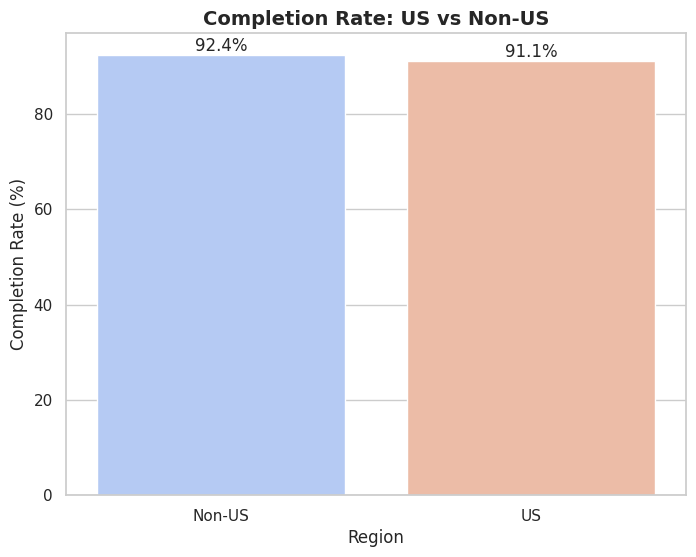 Completion Rate: US vs Non-US
92.4%
91.1%
80
60
40
20
0
Completion Rate (%)
Non-US
US
Region